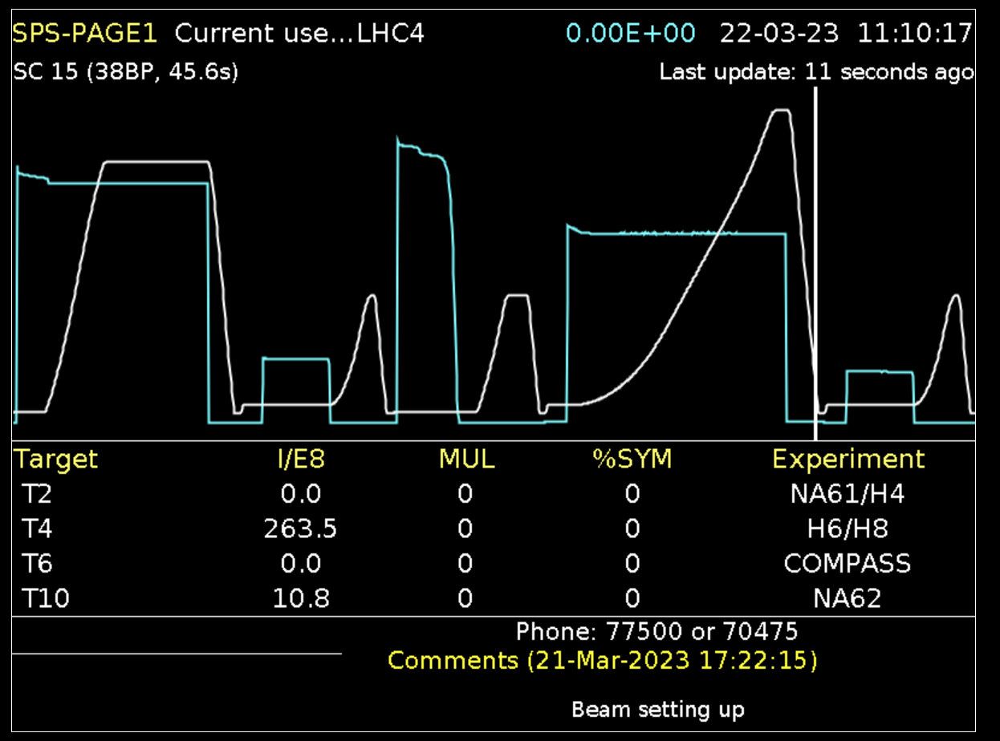 SPS-PAGE1 Current use...LHC4 0.00E+00 22-03-23 11:10:17
SC 15 (38BP, 45.6s) Last update: 11 seconds ago
Target I/E8 MUL %SYM Experiment
T2 0.0 0 0 NA61/H4
T4 263.5 0 0 H6/H8
T6 0.0 0 0 COMPASS
T10 10.8 0 0 NA62
Phone: 77500 or 70475
Comments (21-Mar-2023 17:22:15)
Beam setting up